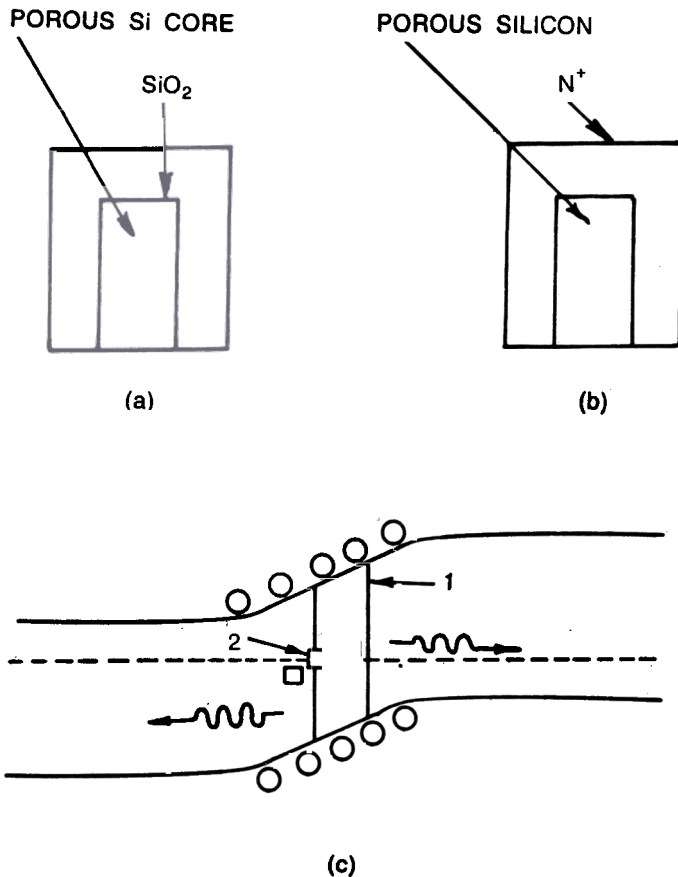 POROUS Si CORE
SiO₂
(a)
POROUS SILICON
N⁺
(b)
1
2
(c)